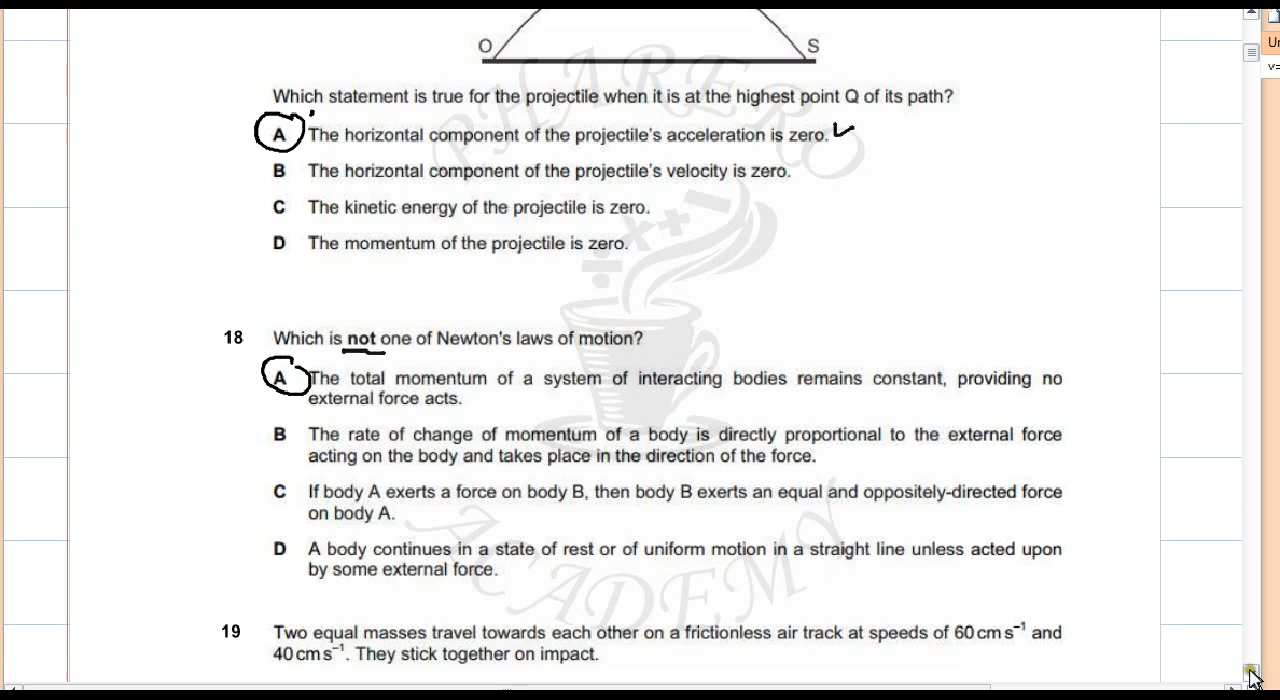 O S
Which statement is true for the projectile when it is at the highest point Q of its path?
A The horizontal component of the projectile's acceleration is zero.
B The horizontal component of the projectile's velocity is zero.
C The kinetic energy of the projectile is zero.
D The momentum of the projectile is zero.
18 Which is not one of Newton's laws of motion?
A The total momentum of a system of interacting bodies remains constant, providing no
external force acts.
B The rate of change of momentum of a body is directly proportional to the external force
acting on the body and takes place in the direction of the force.
C If body A exerts a force on body B, then body B exerts an equal and oppositely-directed force
on body A.
D A body continues in a state of rest or of uniform motion in a straight line unless acted upon
by some external force.
19 Two equal masses travel towards each other on a frictionless air track at speeds of 60 cm s⁻¹ and
40 cm s⁻¹. They stick together on impact.
PHARERO
ACADEMY